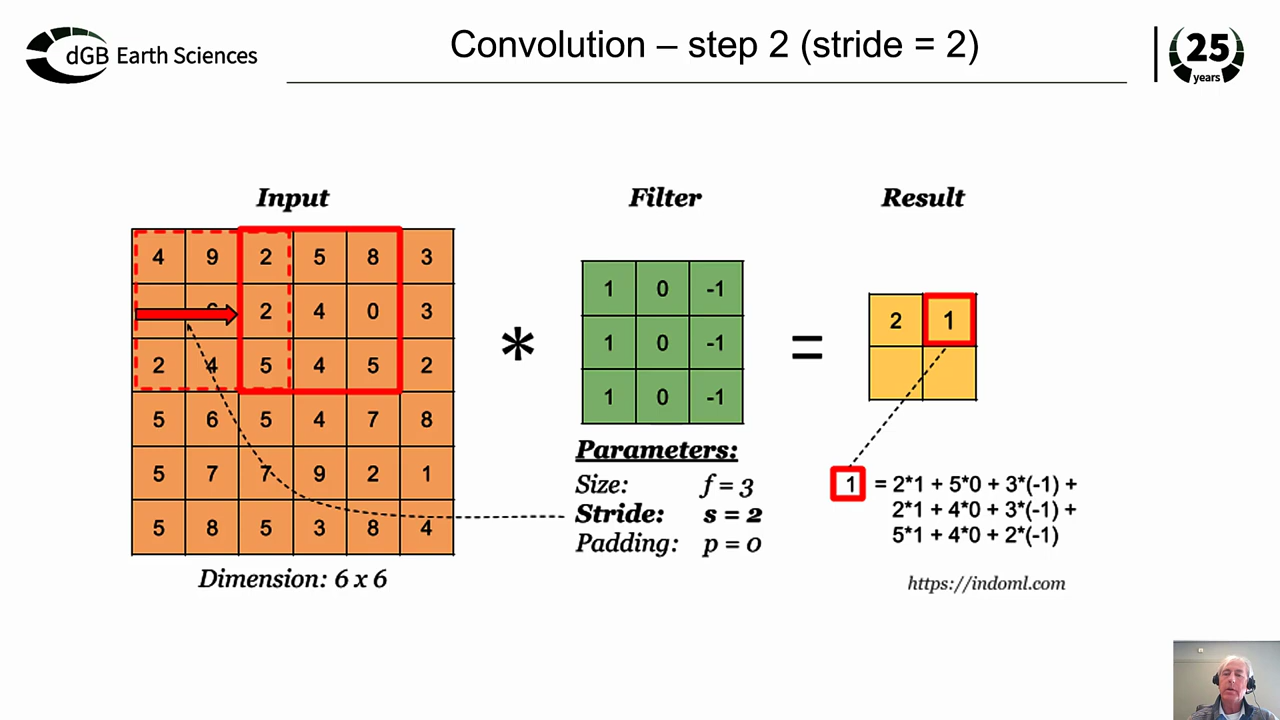 dGB Earth Sciences
Convolution – step 2 (stride = 2)
25
years
Input
Filter
Result
4 9 2 5 8 3
2 4 0 3
2 4 5 4 5 2
5 6 5 4 7 8
5 7 7 9 2 1
5 8 5 3 8 4
Dimension: 6 x 6
*
1 0 -1
1 0 -1
1 0 -1
=
2 1
Parameters:
Size: f = 3
Stride: s = 2
Padding: p = 0
1 = 2*1 + 5*0 + 3*(-1) +
2*1 + 4*0 + 3*(-1) +
5*1 + 4*0 + 2*(-1)
https://indoml.com